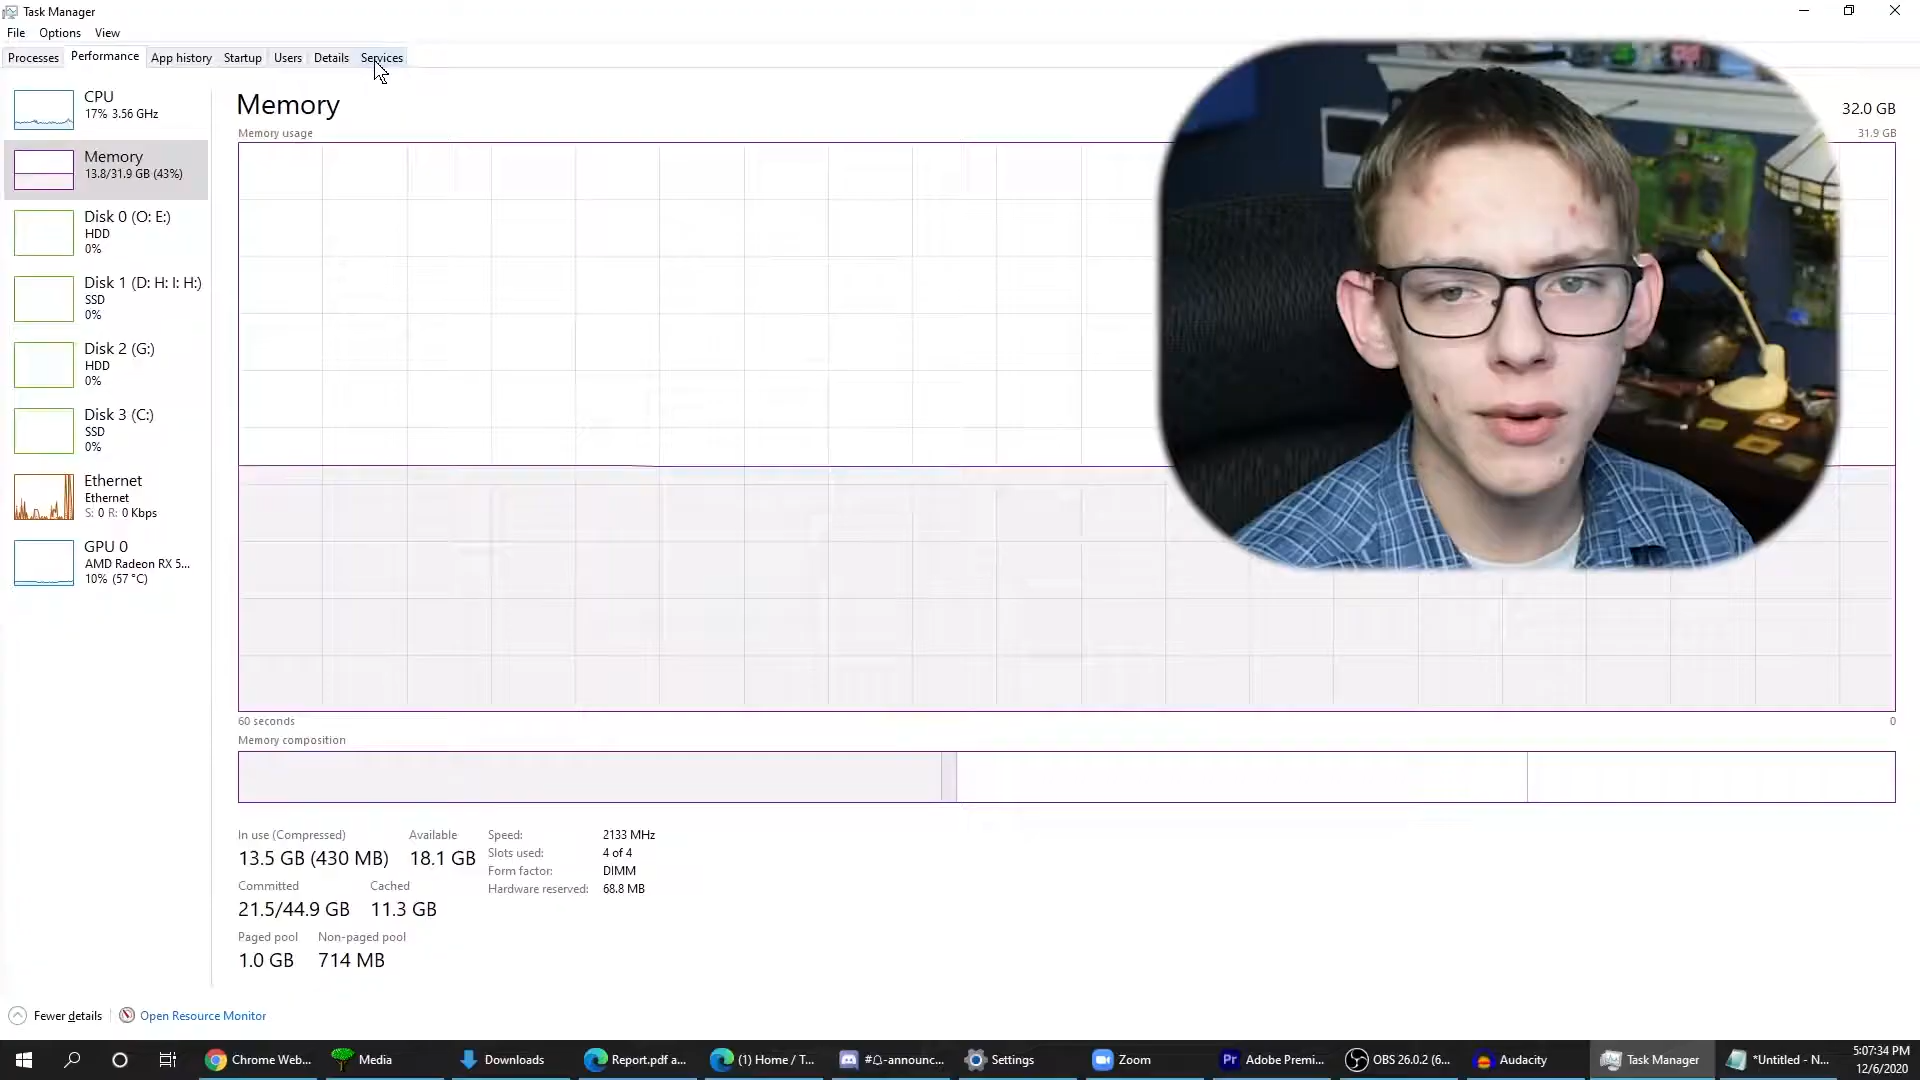 Task Manager
File Options View
Processes Performance App history Startup Users Details Services
CPU
17% 3.56 GHz
Memory
13.8/31.9 GB (43%)
Disk 0 (O: E:)
HDD
0%
Disk 1 (D: H: I: H:)
SSD
0%
Disk 2 (G:)
HDD
0%
Disk 3 (C:)
SSD
0%
Ethernet
Ethernet
S: 0 R: 0 Kbps
GPU 0
AMD Radeon RX 5...
10% (57 °C)
Memory
32.0 GB
Memory usage
31.9 GB
60 seconds
0
Memory composition
In use (Compressed) Available
13.5 GB (430 MB) 18.1 GB
Committed Cached
21.5/44.9 GB 11.3 GB
Paged pool Non-paged pool
1.0 GB 714 MB
Speed: 2133 MHz
Slots used: 4 of 4
Form factor: DIMM
Hardware reserved: 68.8 MB
Fewer details Open Resource Monitor
Chrome Web... Media Downloads Report.pdf a... (1) Home / T... #🔔-announc... Settings Zoom Pr Adobe Premi... OBS 26.0.2 (6... Audacity Task Manager *Untitled - N...
5:07:34 PM
12/6/2020